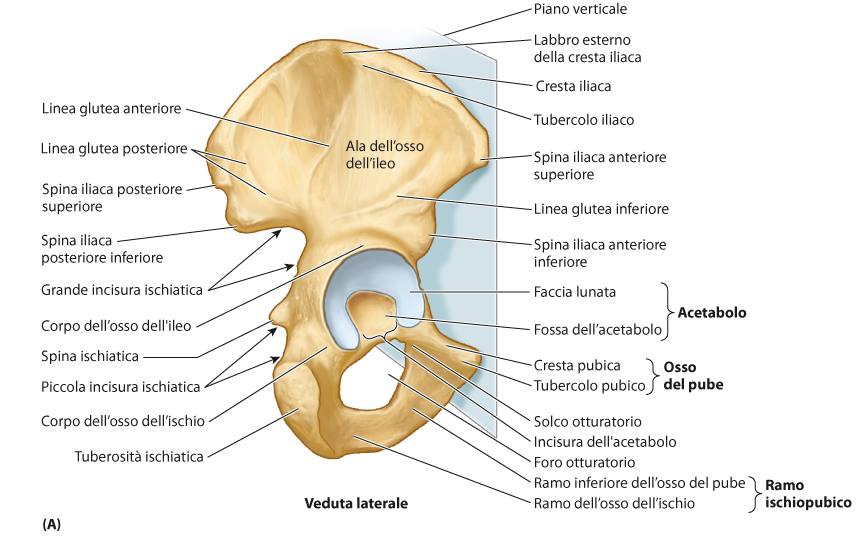 Piano verticale
Labbro esterno
della cresta iliaca
Cresta iliaca
Tubercolo iliaco
Spina iliaca anteriore
superiore
Linea glutea inferiore
Spina iliaca anteriore
inferiore
Faccia lunata
Fossa dell'acetabolo
Acetabolo
Cresta pubica
Tubercolo pubico
Osso
del pube
Solco otturatorio
Incisura dell'acetabolo
Foro otturatorio
Ramo inferiore dell'osso del pube
Ramo dell'osso dell'ischio
Ramo
ischiopubico
Linea glutea anteriore
Linea glutea posteriore
Spina iliaca posteriore
superiore
Spina iliaca
posteriore inferiore
Grande incisura ischiatica
Corpo dell'osso dell'ileo
Spina ischiatica
Piccola incisura ischiatica
Corpo dell'osso dell'ischio
Tuberosità ischiatica
Ala dell'osso
dell'ileo
Veduta laterale
(A)